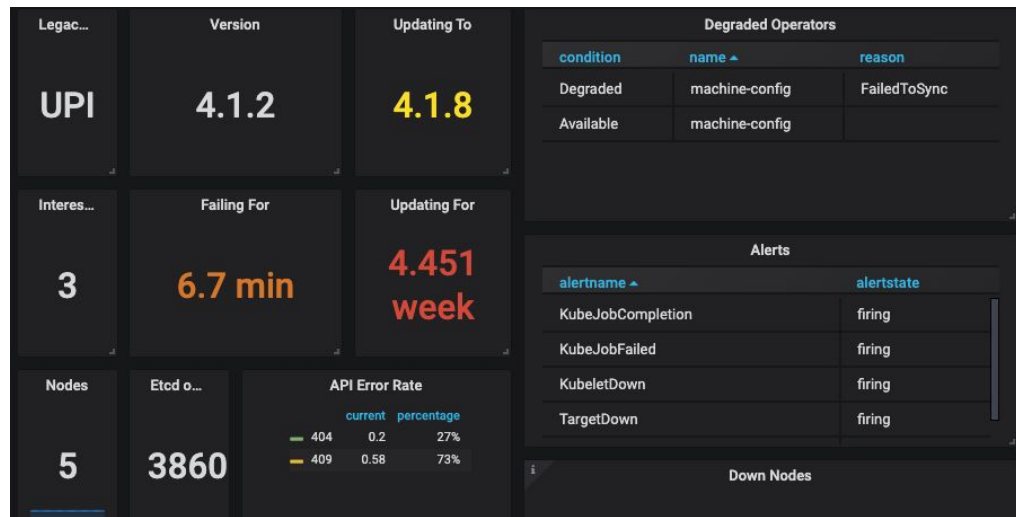 Legac...
UPI
Version
4.1.2
Updating To
4.1.8
Degraded Operators
condition name reason
Degraded machine-config FailedToSync
Available machine-config
Interes...
3
Failing For
6.7 min
Updating For
4.451
week
Alerts
alertname alertstate
KubeJobCompletion firing
KubeJobFailed firing
KubeletDown firing
TargetDown firing
Nodes
5
Etcd o...
3860
API Error Rate
current percentage
404 0.2 27%
409 0.58 73%
i
Down Nodes